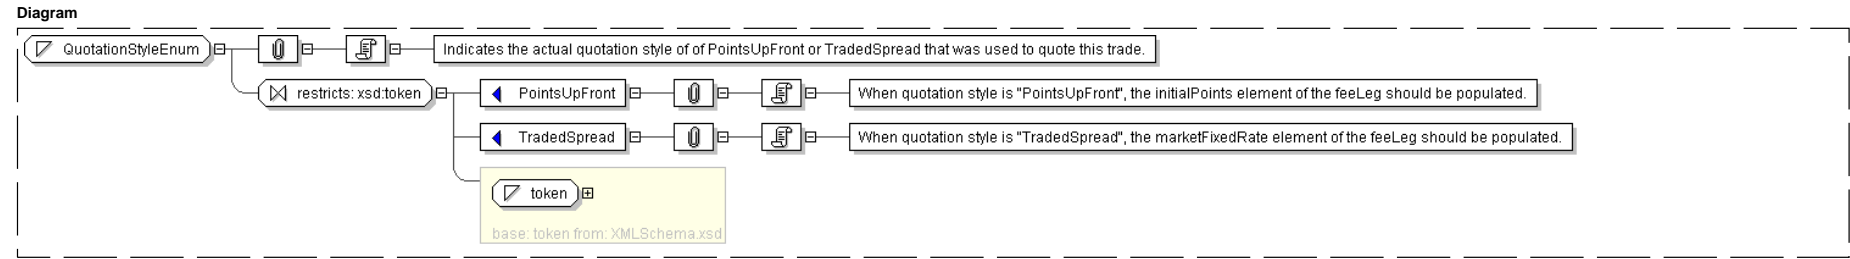 Diagram
QuotationStyleEnum
Indicates the actual quotation style of of PointsUpFront or TradedSpread that was used to quote this trade.
restricts: xsd:token
PointsUpFront
When quotation style is "PointsUpFront", the initialPoints element of the feeLeg should be populated.
TradedSpread
When quotation style is "TradedSpread", the marketFixedRate element of the feeLeg should be populated.
token
base: token from: XMLSchema.xsd